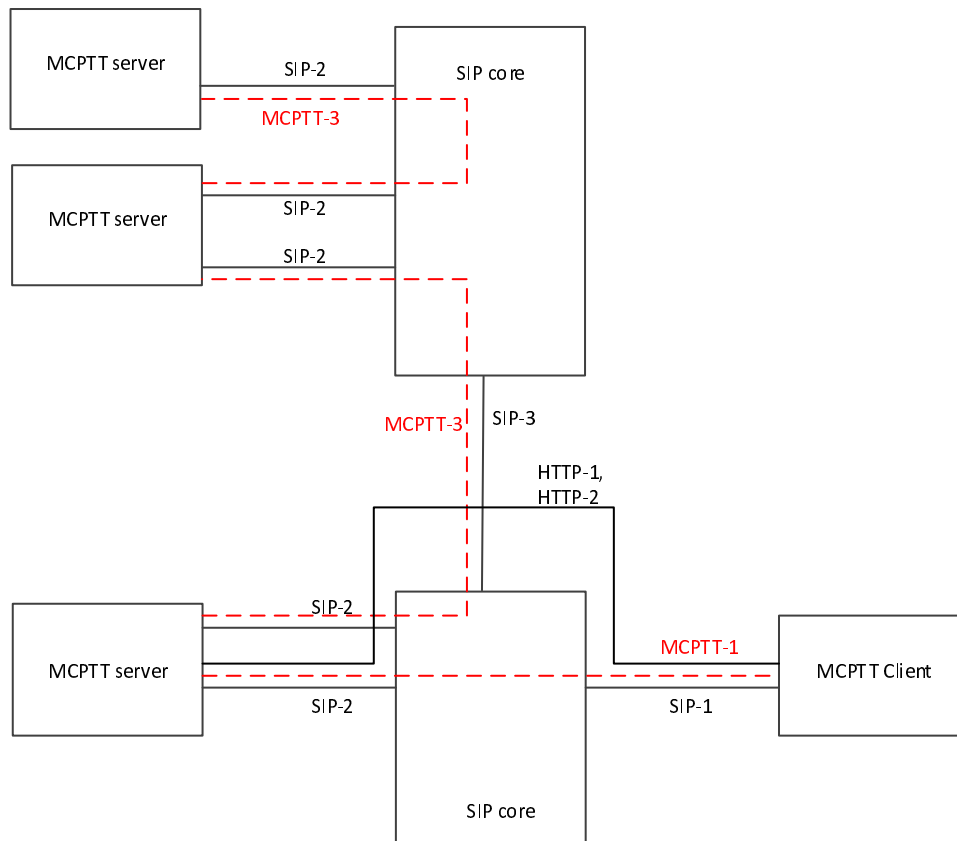 MCPTT server
SIP-2
SIP core
MCPTT-3
MCPTT server
SIP-2
SIP-2
MCPTT-3
SIP-3
HTTP-1,
HTTP-2
SIP-2
MCPTT server
MCPTT-1
MCPTT Client
SIP-2
SIP-1
SIP core